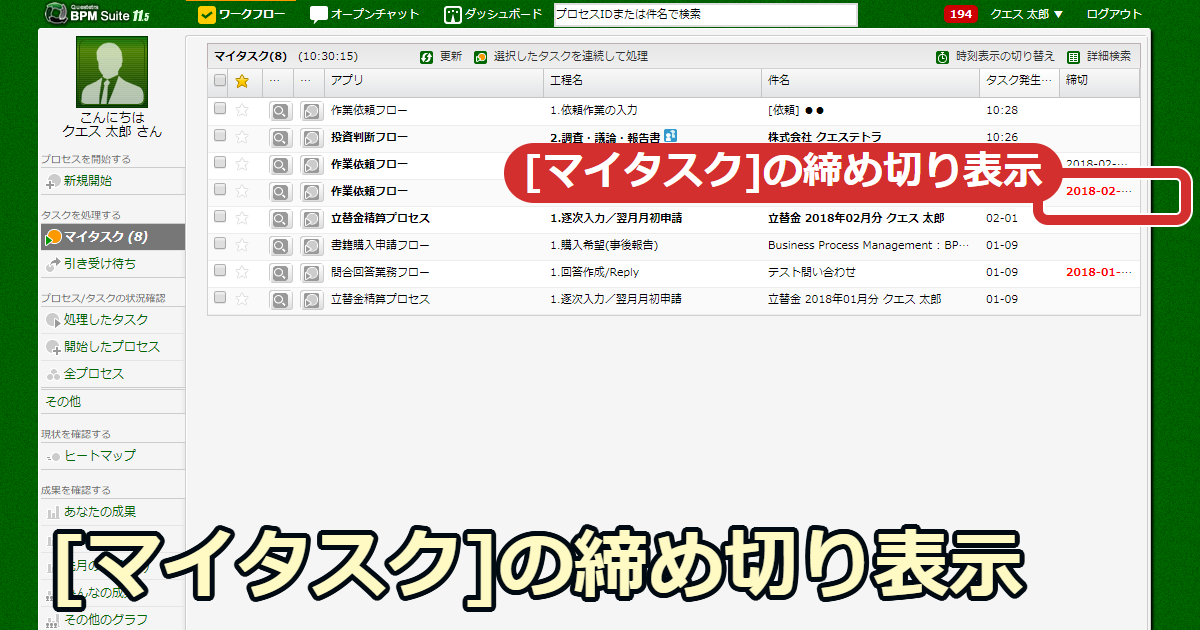 Questetra
BPM Suite 11.5
ワークフロー
オープンチャット
ダッシュボード
プロセスIDまたは件名で検索
194
クエス 太郎 ▼
ログアウト
こんにちは
クエス 太郎 さん
プロセスを開始する
新規開始
タスクを処理する
マイタスク (8)
引き受け待ち
プロセス/タスクの状況確認
処理したタスク
開始したプロセス
全プロセス
その他
現状を確認する
ヒートマップ
成果を確認する
あなたの成果
その他のグラフ
マイタスク(8) (10:30:15)
更新
選択したタスクを連続して処理
時刻表示の切り替え
詳細検索
… … アプリ 工程名 件名 タスク発生… 締切
作業依頼フロー 1.依頼作業の入力 [依頼] ●● 10:28
投資判断フロー 2.調査・議論・報告書 株式会社 クエステトラ 10:26
作業依頼フロー 2018-02-…
作業依頼フロー 2018-02-…
[マイタスク]の締め切り表示
立替金精算プロセス 1.逐次入力／翌月月初申請 立替金 2018年02月分 クエス 太郎 02-01
書籍購入申請フロー 1.購入希望(事後報告) Business Process Management : BP… 01-09
問合回答業務フロー 1.回答作成/Reply テスト問い合わせ 01-09 2018-01-…
立替金精算プロセス 1.逐次入力／翌月月初申請 立替金 2018年01月分 クエス 太郎 01-09
[マイタスク]の締め切り表示